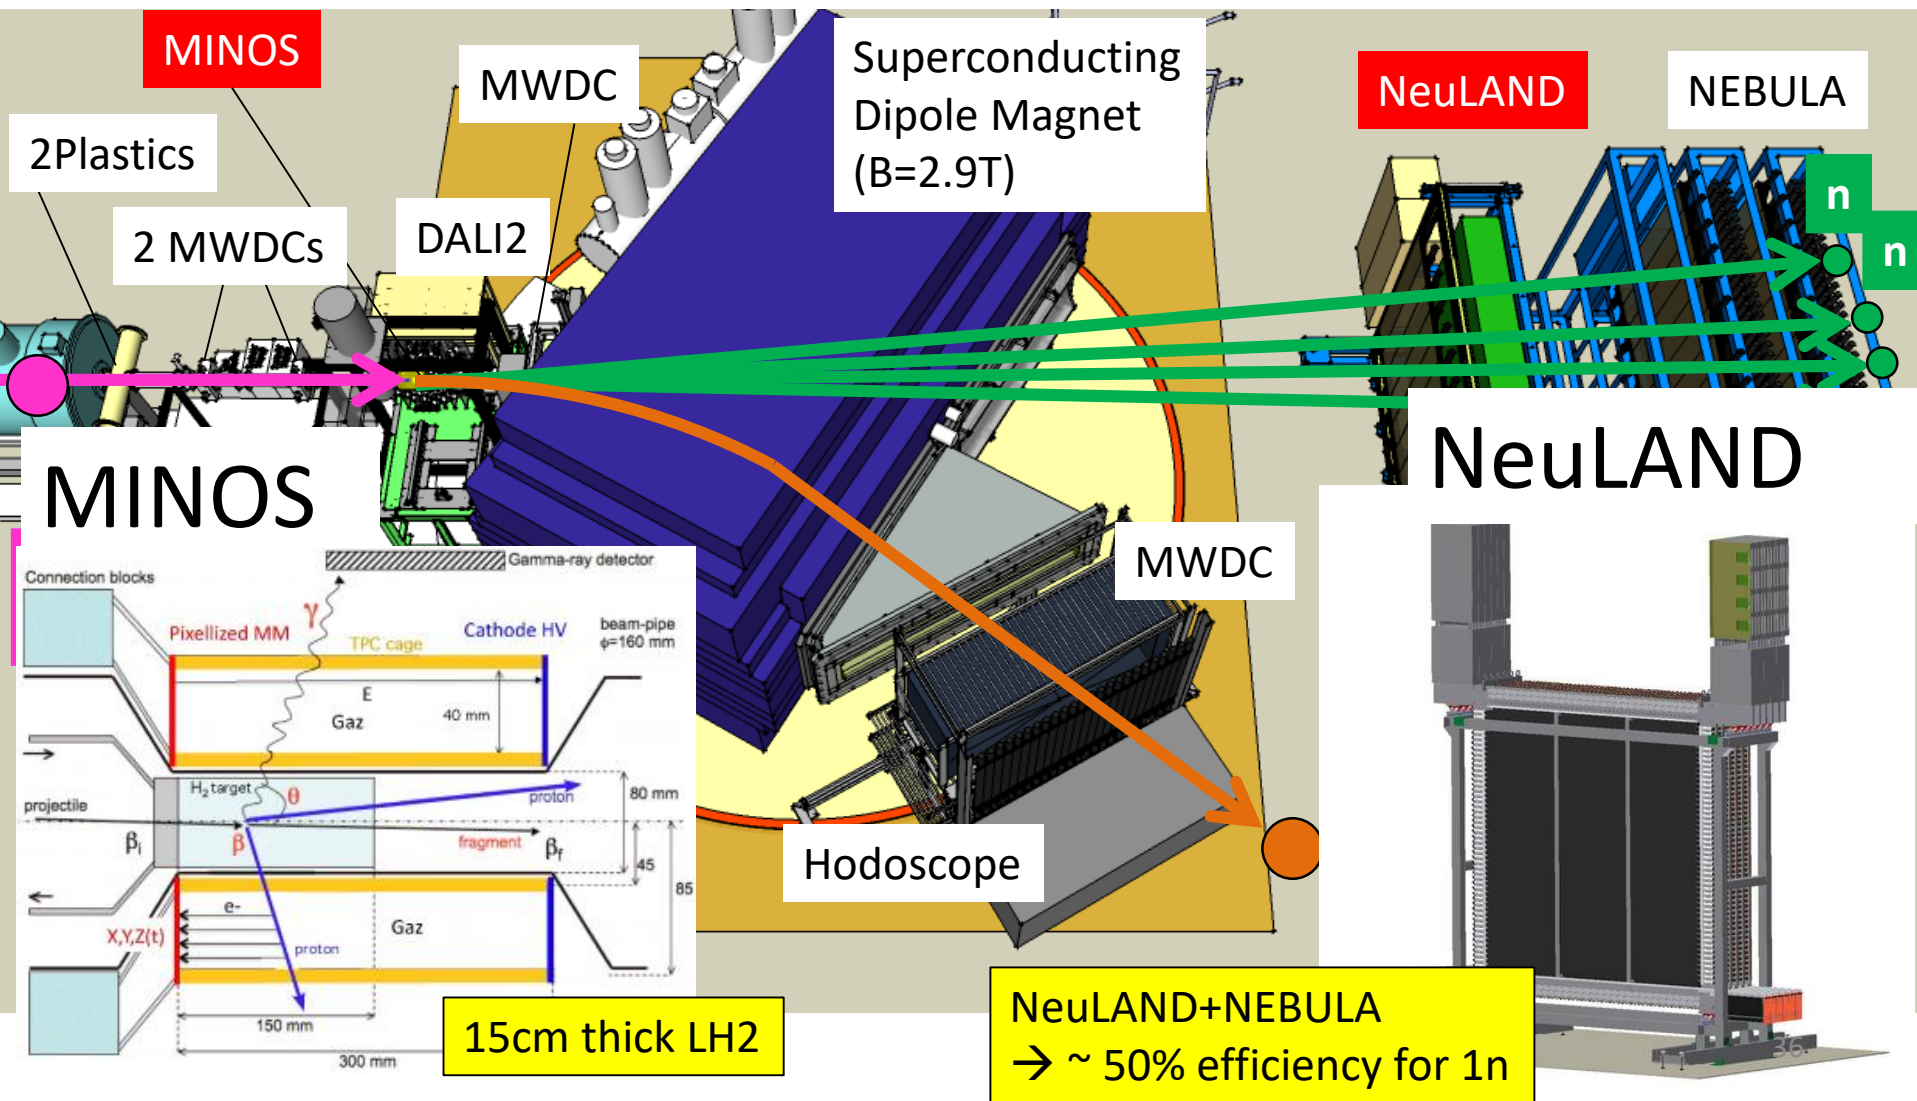 MINOS
MWDC
Superconducting
Dipole Magnet
(B=2.9T)
NeuLAND
NEBULA
2Plastics
2 MWDCs
DALI2
n
n
MINOS
NeuLAND
Connection blocks
Gamma-ray detector
γ
Pixellized MM
Cathode HV
beam-pipe
ϕ=160 mm
TPC cage
E
Gaz
40 mm
H₂ target
θ
proton
80 mm
projectile
βi
β
fragment
βf
45
85
e-
Gaz
X,Y,Z(t)
proton
150 mm
300 mm
15cm thick LH2
MWDC
Hodoscope
NeuLAND+NEBULA
→ ~ 50% efficiency for 1n
36